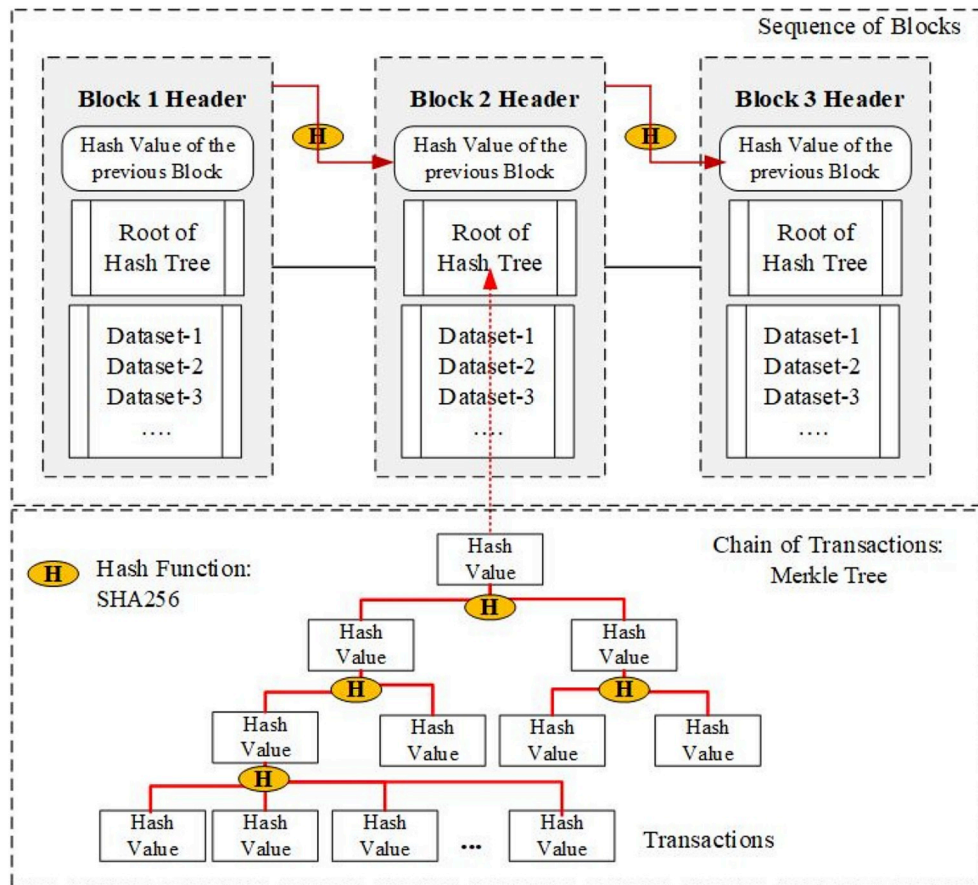 Sequence of Blocks
Block 1 Header
H
Hash Value of the
previous Block
Root of
Hash Tree
Dataset-1
Dataset-2
Dataset-3
....
Block 2 Header
H
Hash Value of the
previous Block
Root of
Hash Tree
Dataset-1
Dataset-2
Dataset-3
....
Block 3 Header
Hash Value of the
previous Block
Root of
Hash Tree
Dataset-1
Dataset-2
Dataset-3
....
H
Hash Function:
SHA256
Chain of Transactions:
Merkle Tree
Hash
Value
H
Hash
Value
Hash
Value
H
H
Hash
Value
Hash
Value
Hash
Value
Hash
Value
H
Hash
Value
Hash
Value
Hash
Value
...
Hash
Value
Transactions